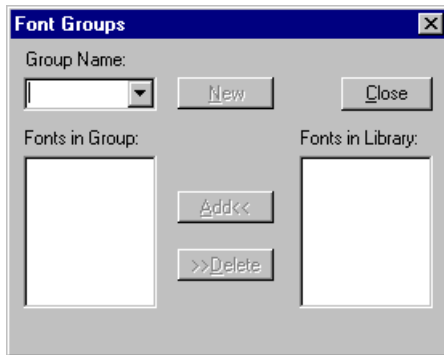 Font Groups
Group Name:
New
Close
Fonts in Group:
Fonts in Library:
Add<<
>>Delete